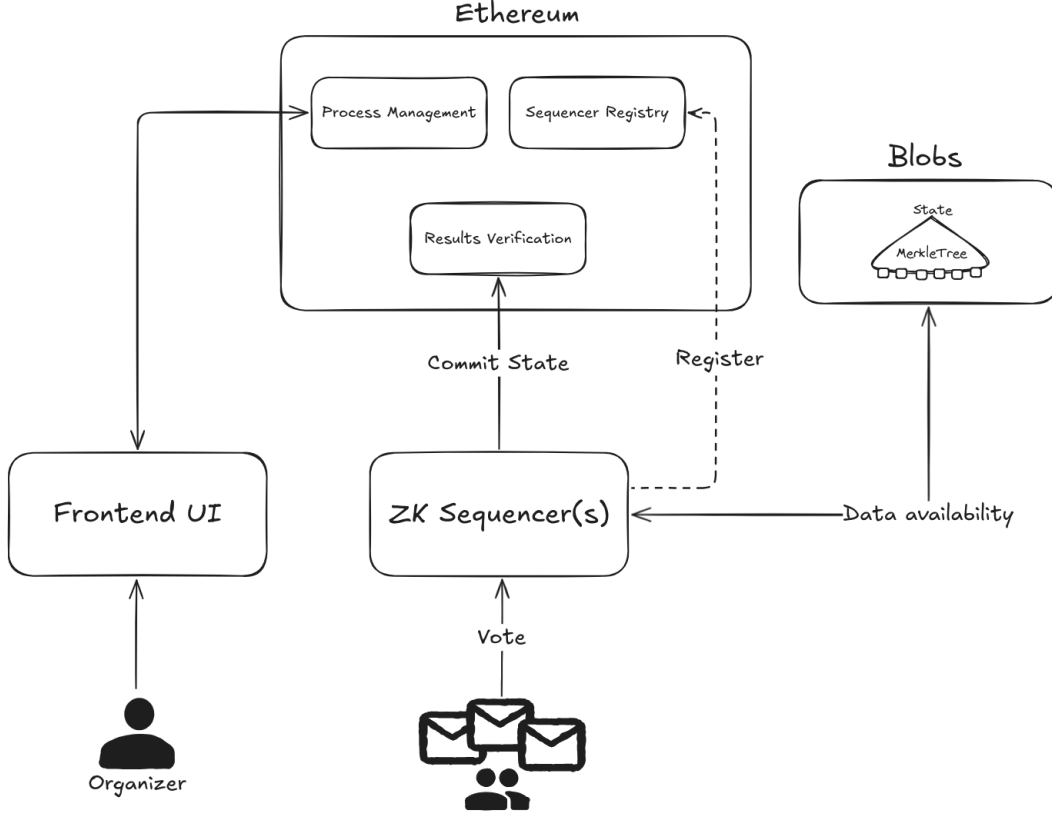 Ethereum
Process Management
Sequencer Registry
Blobs
State
MerkleTree
Results Verification
Commit State
Register
Frontend UI
ZK Sequencer(s)
Data availability
Vote
Organizer